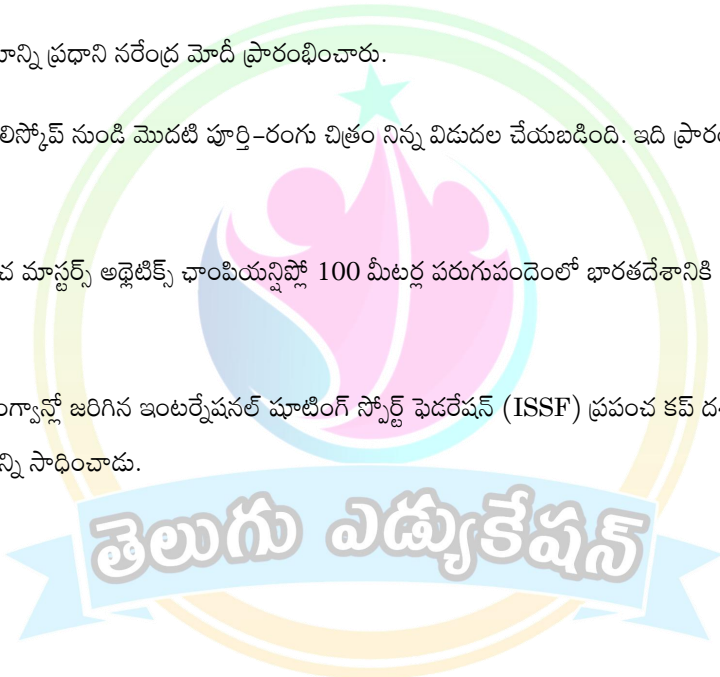 ాన్ని ప్రధాని నరేంద్ర మోదీ ప్రారంభించారు.
లిస్కోప్ నుండి మొదటి పూర్తి-రంగు చిత్రం నిన్న విడుదల చేయబడింది. ఇది
చ మాస్టర్స్ అథ్లెటిక్స్ ఛాంపియన్షిప్లో 100 మీటర్ల పరుగుపందెంలో భారతదేశానికి
ంగ్వాన్లో జరిగిన ఇంటర్నేషనల్ షూటింగ్ స్పోర్ట్ ఫెడరేషన్ (ISSF) ప్రపంచ కప్
న్ని సాధించాడు.
తెలుగు ఎడ్యుకేషన్